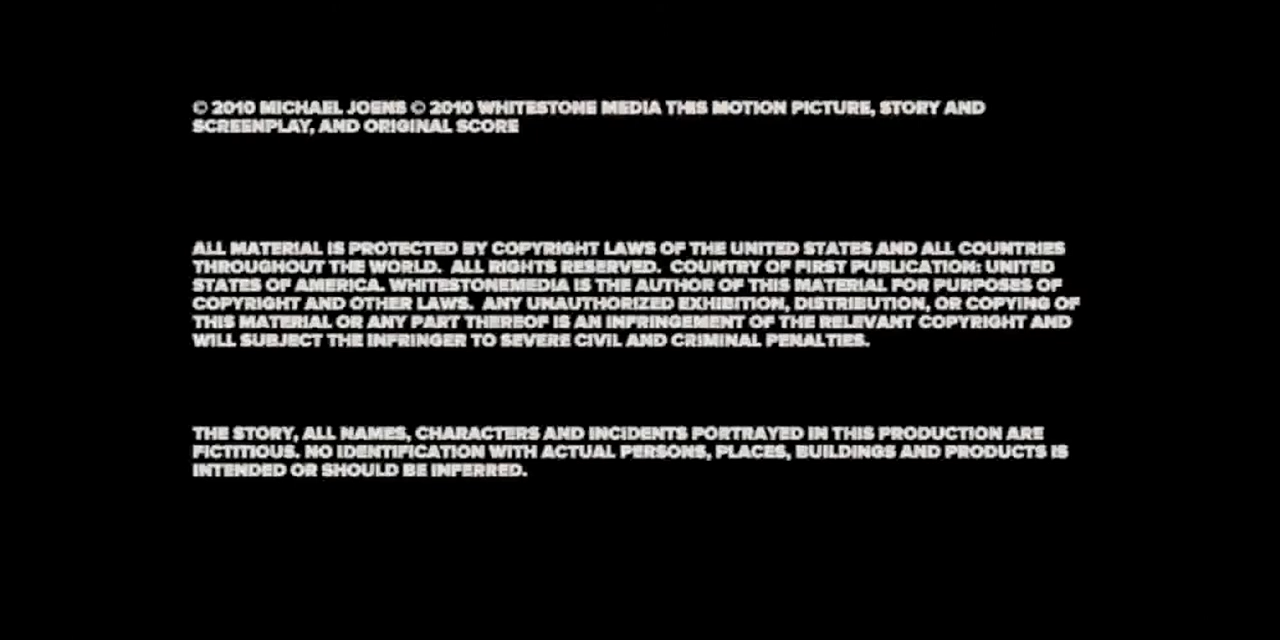 © 2010 MICHAEL JOENS © 2010 WHITESTONE MEDIA THIS MOTION PICTURE, STORY AND
SCREENPLAY, AND ORIGINAL SCORE
ALL MATERIAL IS PROTECTED BY COPYRIGHT LAWS OF THE UNITED STATES AND ALL COUNTRIES
THROUGHOUT THE WORLD. ALL RIGHTS RESERVED. COUNTRY OF FIRST PUBLICATION: UNITED
STATES OF AMERICA. WHITESTONEMEDIA IS THE AUTHOR OF THIS MATERIAL FOR PURPOSES OF
COPYRIGHT AND OTHER LAWS. ANY UNAUTHORIZED EXHIBITION, DISTRIBUTION, OR COPYING OF
THIS MATERIAL OR ANY PART THEREOF IS AN INFRINGEMENT OF THE RELEVANT COPYRIGHT AND
WILL SUBJECT THE INFRINGER TO SEVERE CIVIL AND CRIMINAL PENALTIES.
THE STORY, ALL NAMES, CHARACTERS AND INCIDENTS PORTRAYED IN THIS PRODUCTION ARE
FICTITIOUS. NO IDENTIFICATION WITH ACTUAL PERSONS, PLACES, BUILDINGS AND PRODUCTS IS
INTENDED OR SHOULD BE INFERRED.